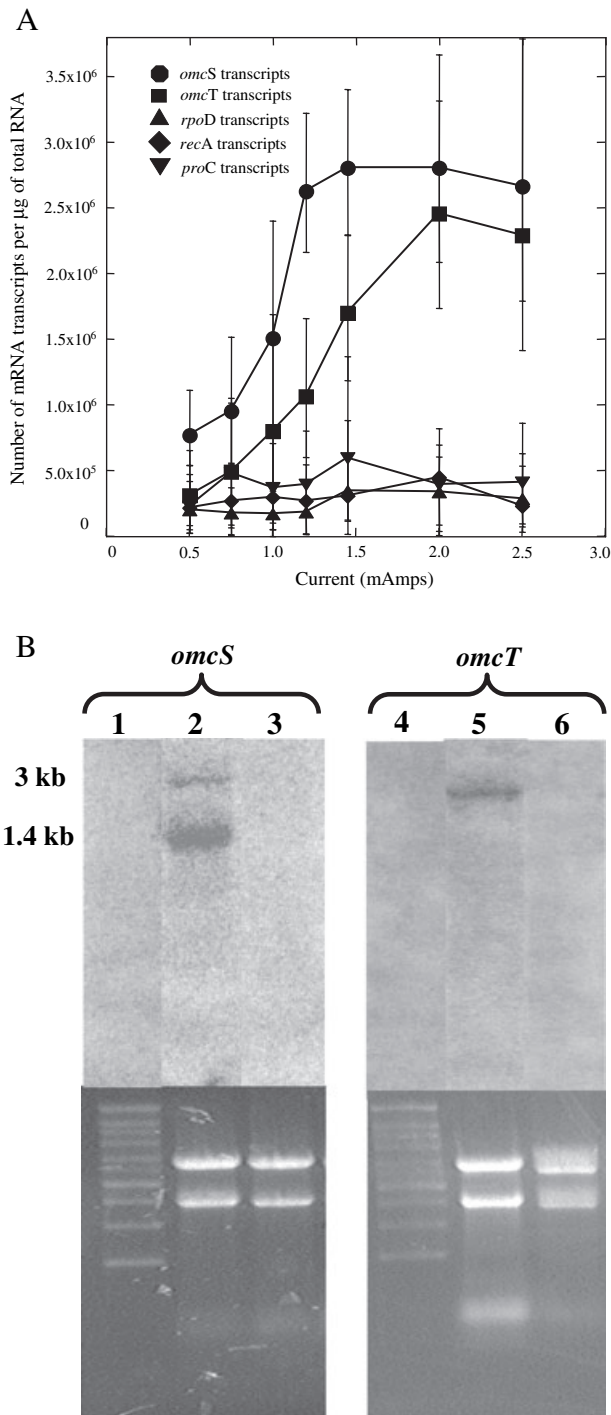 A
Number of mRNA transcripts per µg of total RNA
3.5x10⁶
3.0x10⁶
2.5x10⁶
2.0x10⁶
1.5x10⁶
1.0x10⁶
5.0x10⁵
0
omcS transcripts
omcT transcripts
rpoD transcripts
recA transcripts
proC transcripts
0 0.5 1.0 1.5 2.0 2.5 3.0
Current (mAmps)
B
omcS omcT
1 2 3 4 5 6
3 kb
1.4 kb